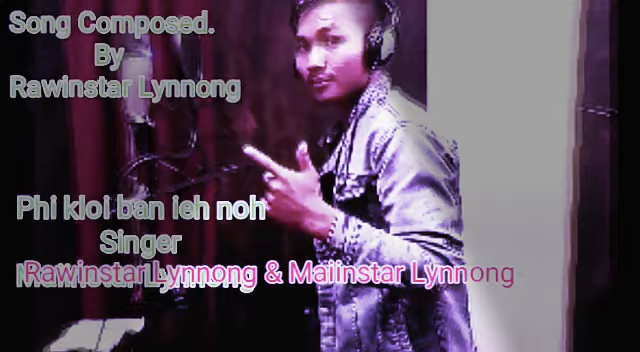 Song Composed.
By
Rawinstar Lynnong
Phi kloi ban ieh noh
Singer
Rawinstar Lynnong & Maiinstar Lynnong